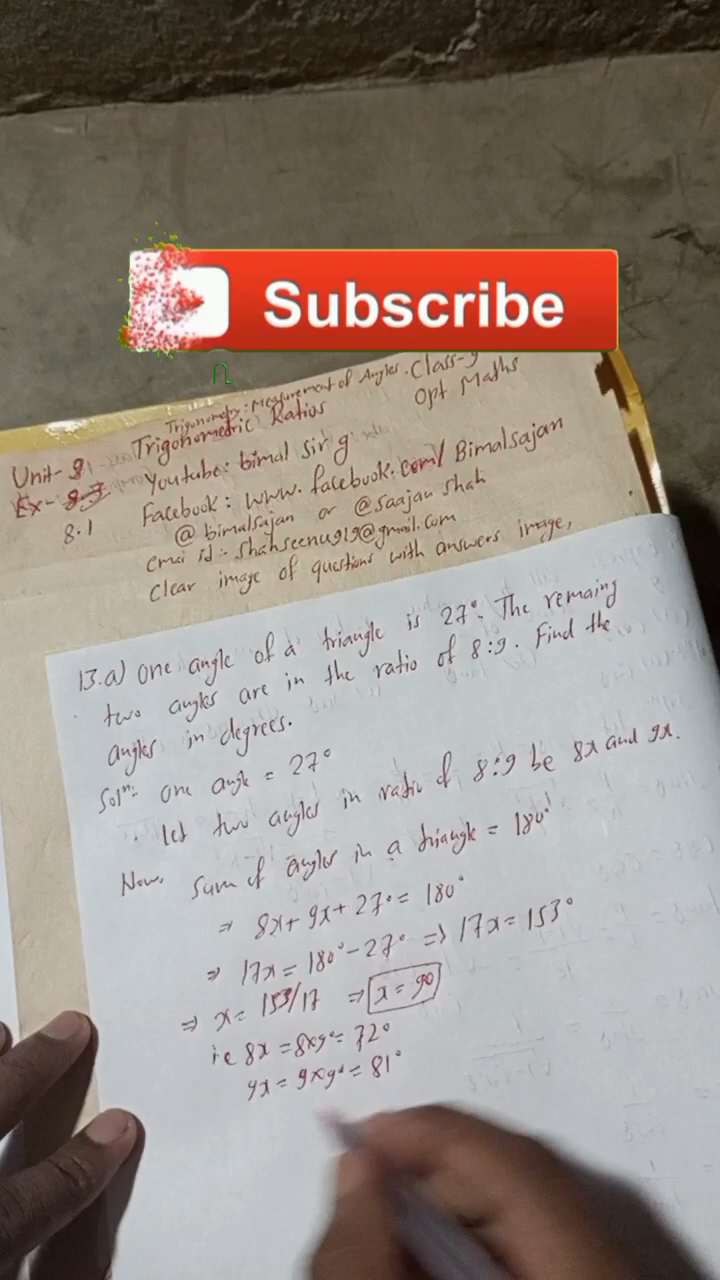 Subscribe
Trigonometry: Measurement of Angles. Class-9
Unit-8 Trigonometric Ratios Opt Maths
Ex-8.3 Youtube: bimal sir g
8.1 Facebook: www.facebook.com/Bimalsajan
@bimalsajan or @saajan shah
emai id:- shahseenu919@gmail.com
Clear image of questions with answers image,
13.a) One angle of a triangle is 27°. The remaing
two angles are in the ratio of 8:9. Find the
angles in degrees.
Solⁿ: one angle = 27°
Let two angles in ratio of 8:9 be 8x and 9x.
Now, sum of angles in a triangle = 180°
⇒ 8x+9x+27° = 180°
⇒ 17x = 180°-27° ⇒ 17x = 153°
⇒ x = 153/17 ⇒ x = 9°
i.e 8x = 8x9° = 72°
9x = 9x9° = 81°